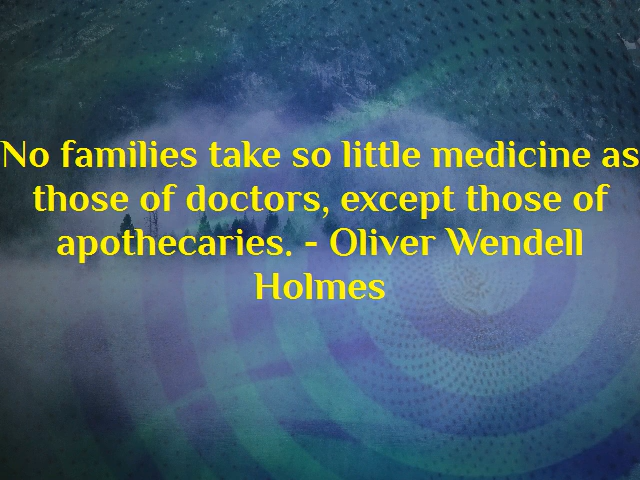 No families take so little medicine as
those of doctors, except those of
apothecaries. - Oliver Wendell
Holmes